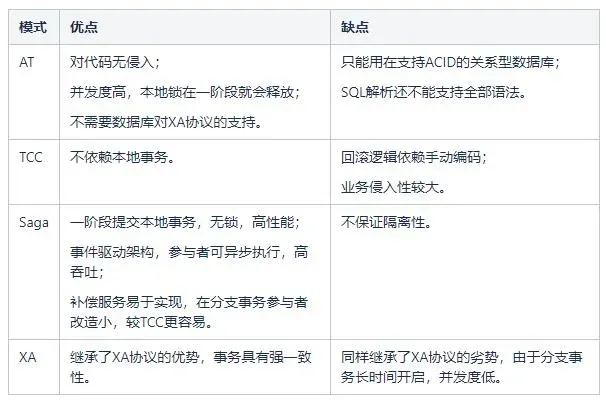 模式 优点 缺点
AT 对代码无侵入； 只能用在支持ACID的关系型数据库；
并发度高，本地锁在一阶段就会释放； SQL解析还不能支持全部语法。
不需要数据库对XA协议的支持。
TCC 不依赖本地事务。 回滚逻辑依赖手动编码；
业务侵入性较大。
Saga 一阶段提交本地事务，无锁，高性能； 不保证隔离性。
事件驱动架构，参与者可异步执行，高
吞吐；
补偿服务易于实现，在分支事务参与者
改造小，较TCC更容易。
XA 继承了XA协议的优势，事务具有强一致 同样继承了XA协议的劣势，由于分支事
性。 务长时间开启，并发度低。